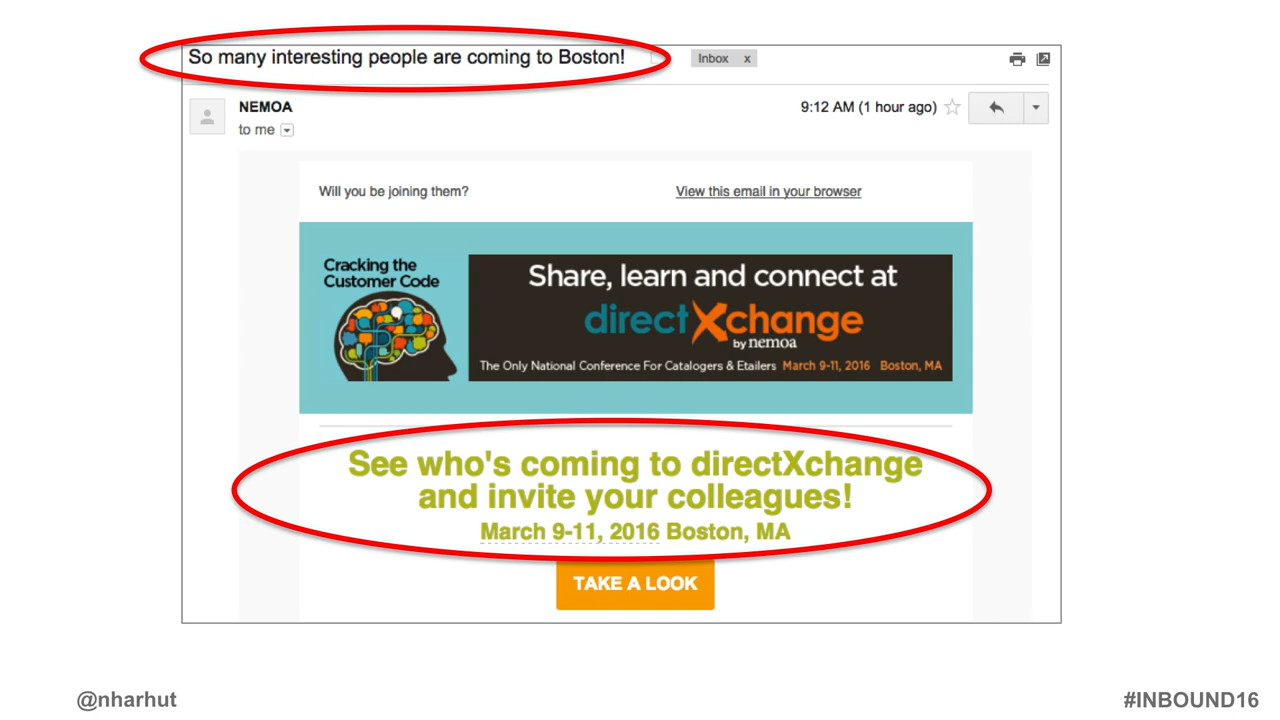 So many interesting people are coming to Boston!
Inbox x
NEMOA
9:12 AM (1 hour ago)
to me
Will you be joining them?
View this email in your browser
Cracking the
Customer Code
Share, learn and connect at
directXchange
by nemoa
The Only National Conference For Catalogers & Etailers March 9-11, 2016 Boston, MA
See who's coming to directXchange
and invite your colleagues!
March 9-11, 2016 Boston, MA
TAKE A LOOK
@nharhut
#INBOUND16